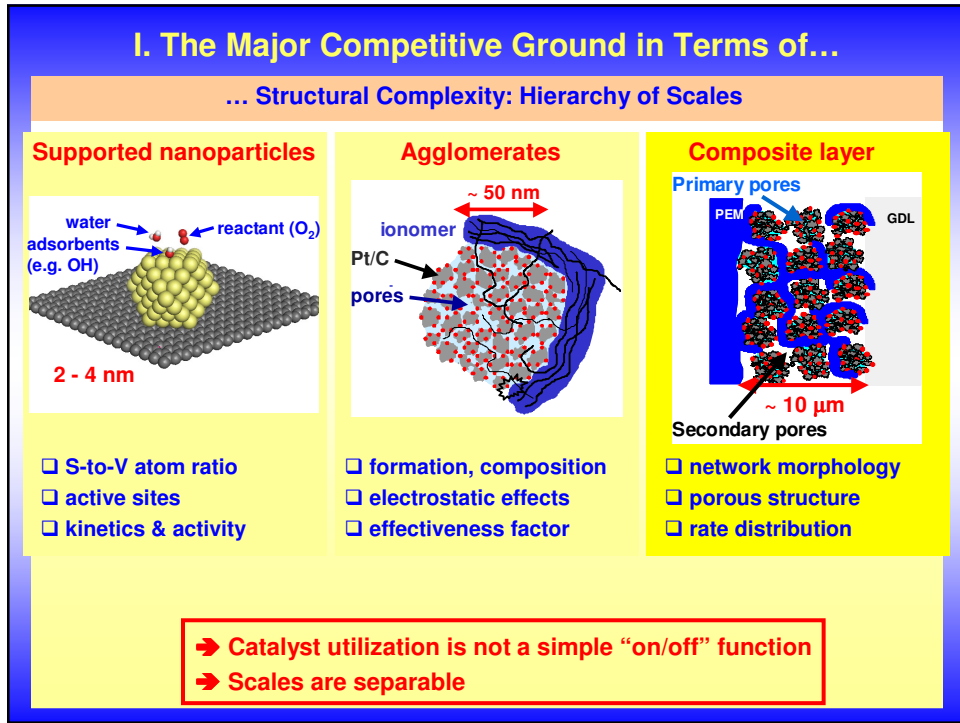 I. The Major Competitive Ground in Terms of…
… Structural Complexity: Hierarchy of Scales
Supported nanoparticles
water
adsorbents
(e.g. OH)
reactant (O2)
2 - 4 nm
❑ S-to-V atom ratio
❑ active sites
❑ kinetics & activity
Agglomerates
~ 50 nm
ionomer
Pt/C
pores
❑ formation, composition
❑ electrostatic effects
❑ effectiveness factor
Composite layer
Primary pores
PEM
GDL
~ 10 µm
Secondary pores
❑ network morphology
❑ porous structure
❑ rate distribution
➔ Catalyst utilization is not a simple “on/off” function
➔ Scales are separable